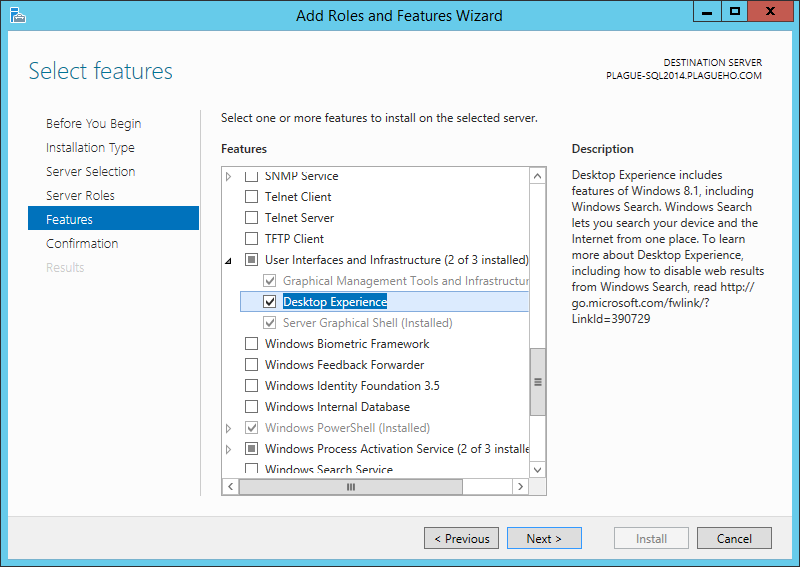 Add Roles and Features Wizard
Select features
DESTINATION SERVER
PLAGUE-SQL2014.PLAGUEHO.COM
Before You Begin
Installation Type
Server Selection
Server Roles
Features
Confirmation
Results
Select one or more features to install on the selected server.
Features
SNMP Service
Telnet Client
Telnet Server
TFTP Client
User Interfaces and Infrastructure (2 of 3 installed)
Graphical Management Tools and Infrastructur
Desktop Experience
Server Graphical Shell (Installed)
Windows Biometric Framework
Windows Feedback Forwarder
Windows Identity Foundation 3.5
Windows Internal Database
Windows PowerShell (Installed)
Windows Process Activation Service (2 of 3 installe
Windows Search Service
Description
Desktop Experience includes
features of Windows 8.1, including
Windows Search. Windows Search
lets you search your device and the
Internet from one place. To learn
more about Desktop Experience,
including how to disable web results
from Windows Search, read http://
go.microsoft.com/fwlink/?
LinkId=390729
< Previous
Next >
Install
Cancel